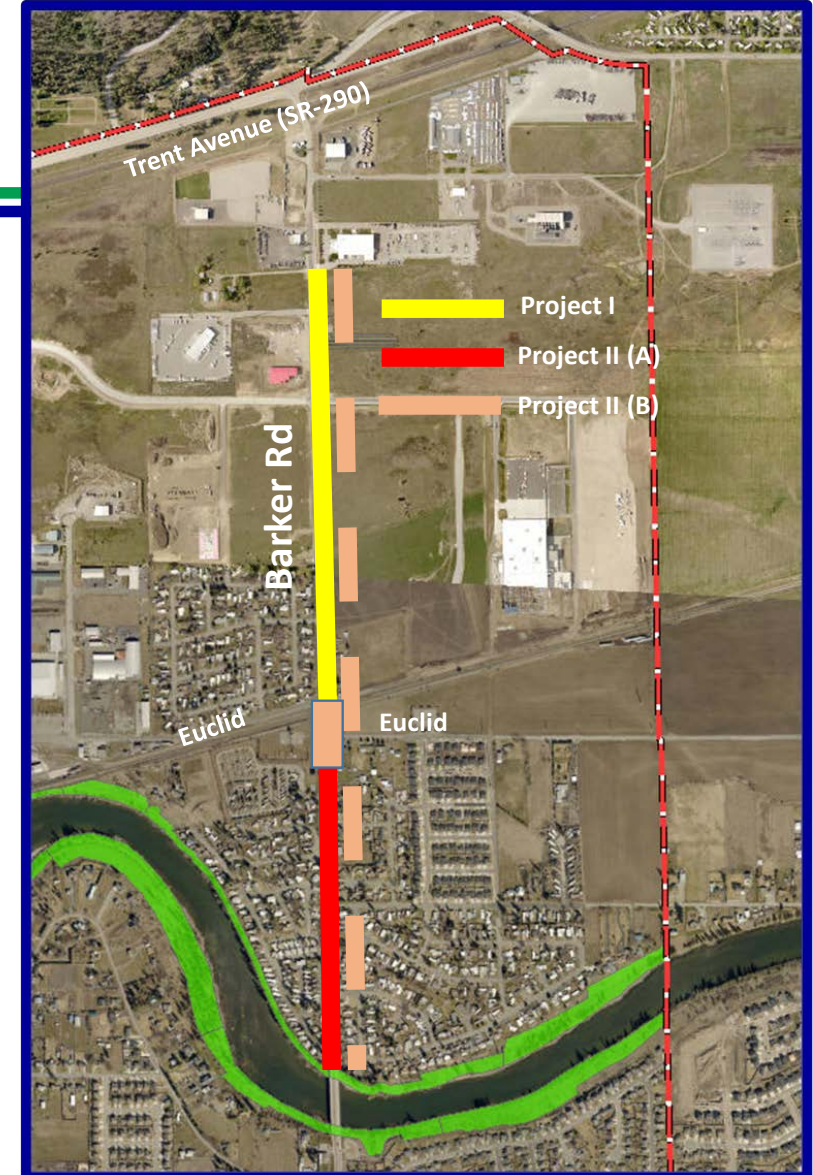 Trent Avenue (SR-290)
Project I
Project II (A)
Project II (B)
Barker Rd
Euclid
Euclid